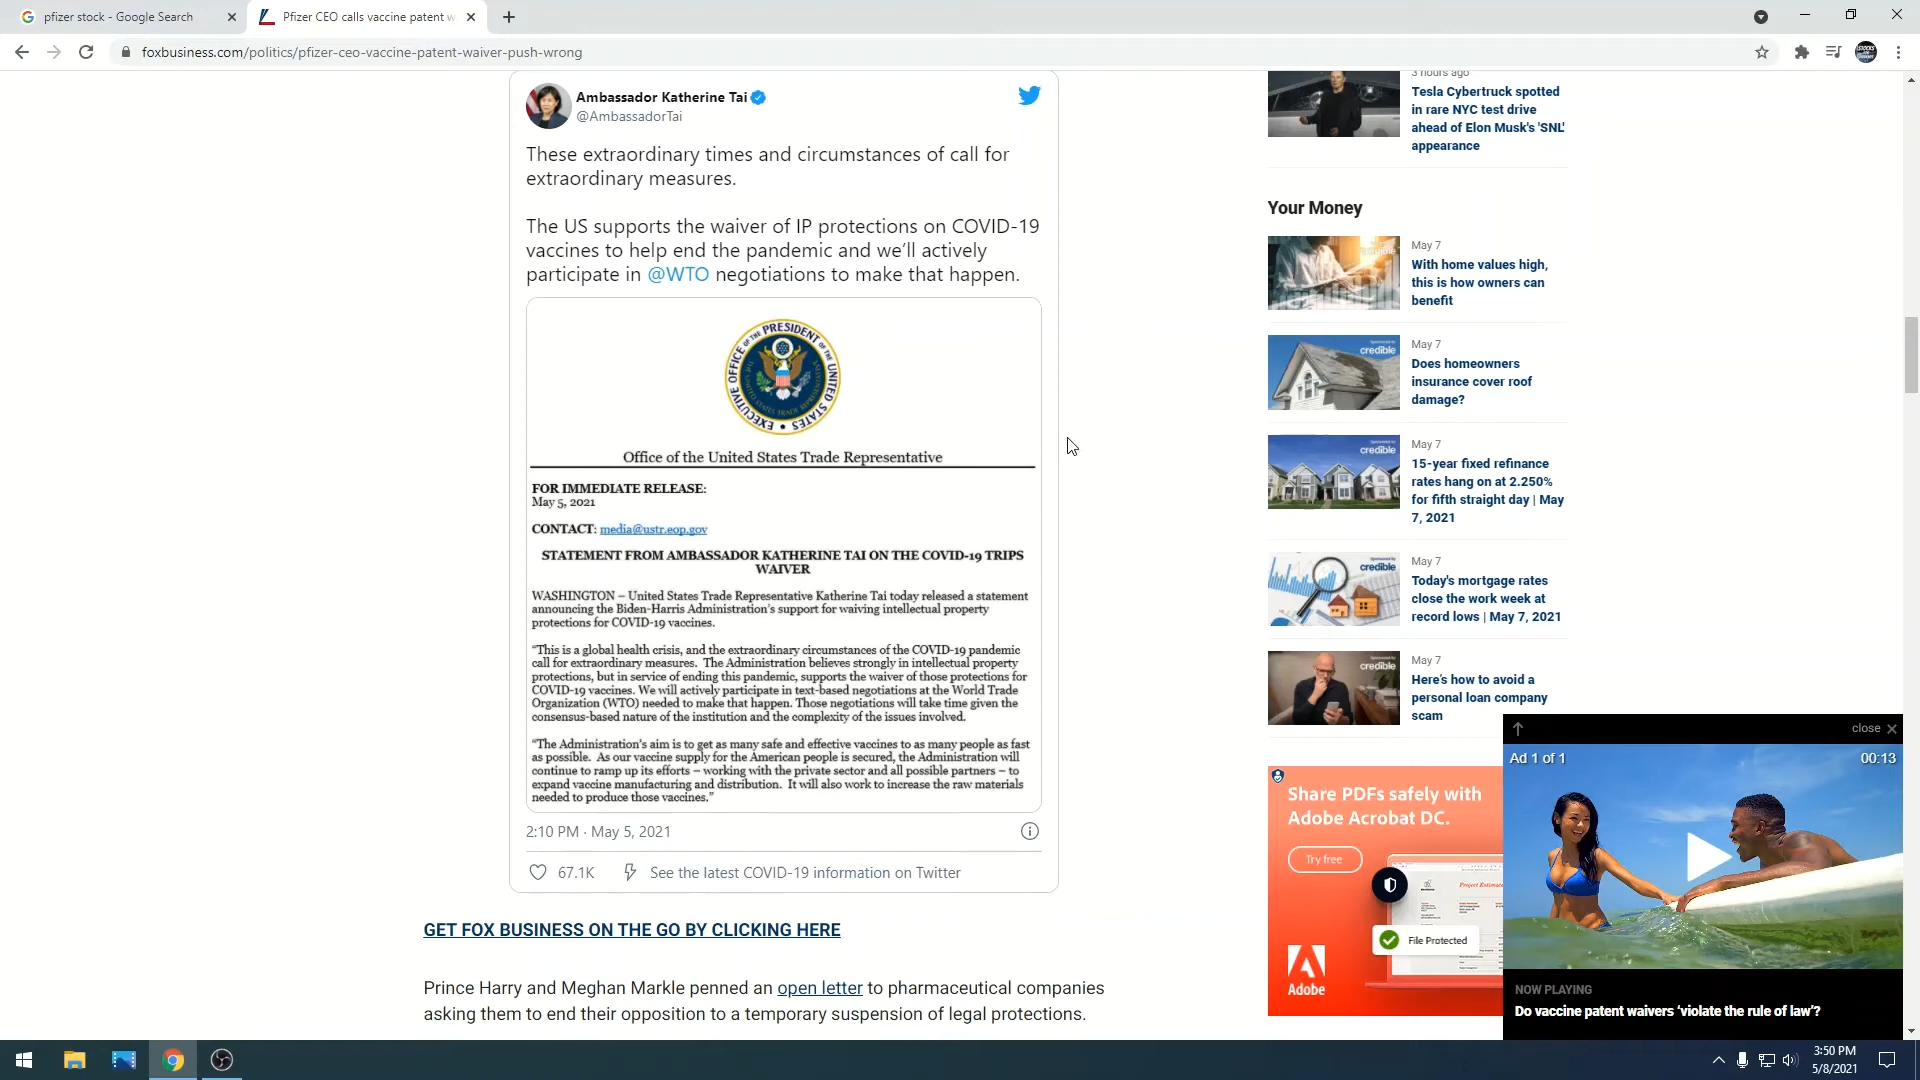 pfizer stock - Google Search
Pfizer CEO calls vaccine patent w
foxbusiness.com/politics/pfizer-ceo-vaccine-patent-waiver-push-wrong
Ambassador Katherine Tai
@AmbassadorTai
These extraordinary times and circumstances of call for
extraordinary measures.
The US supports the waiver of IP protections on COVID-19
vaccines to help end the pandemic and we'll actively
participate in @WTO negotiations to make that happen.
EXECUTIVE OFFICE OF THE PRESIDENT OF THE UNITED STATES
Office of the United States Trade Representative
FOR IMMEDIATE RELEASE:
May 5, 2021
CONTACT: media@ustr.eop.gov
STATEMENT FROM AMBASSADOR KATHERINE TAI ON THE COVID-19 TRIPS
WAIVER
WASHINGTON – United States Trade Representative Katherine Tai today released a statement
announcing the Biden-Harris Administration's support for waiving intellectual property
protections for COVID-19 vaccines.
"This is a global health crisis, and the extraordinary circumstances of the COVID-19 pandemic
call for extraordinary measures. The Administration believes strongly in intellectual property
protections, but in service of ending this pandemic, supports the waiver of those protections for
COVID-19 vaccines. We will actively participate in text-based negotiations at the World Trade
Organization (WTO) needed to make that happen. Those negotiations will take time given the
consensus-based nature of the institution and the complexity of the issues involved.
"The Administration's aim is to get as many safe and effective vaccines to as many people as fast
as possible. As our vaccine supply for the American people is secured, the Administration will
continue to ramp up its efforts – working with the private sector and all possible partners – to
expand vaccine manufacturing and distribution. It will also work to increase the raw materials
needed to produce those vaccines."
2:10 PM · May 5, 2021
67.1K
See the latest COVID-19 information on Twitter
GET FOX BUSINESS ON THE GO BY CLICKING HERE
Prince Harry and Meghan Markle penned an open letter to pharmaceutical companies
asking them to end their opposition to a temporary suspension of legal protections.
3 hours ago
Tesla Cybertruck spotted
in rare NYC test drive
ahead of Elon Musk's 'SNL'
appearance
Your Money
May 7
With home values high,
this is how owners can
benefit
credible
May 7
Does homeowners
insurance cover roof
damage?
credible
May 7
15-year fixed refinance
rates hang on at 2.250%
for fifth straight day | May
7, 2021
credible
May 7
Today's mortgage rates
close the work week at
record lows | May 7, 2021
credible
May 7
Here's how to avoid a
personal loan company
scam
Share PDFs safely with
Adobe Acrobat DC.
Try free
Project Estimate
File Protected
Adobe
close
Ad 1 of 1
00:13
NOW PLAYING
Do vaccine patent waivers 'violate the rule of law'?
3:50 PM
5/8/2021